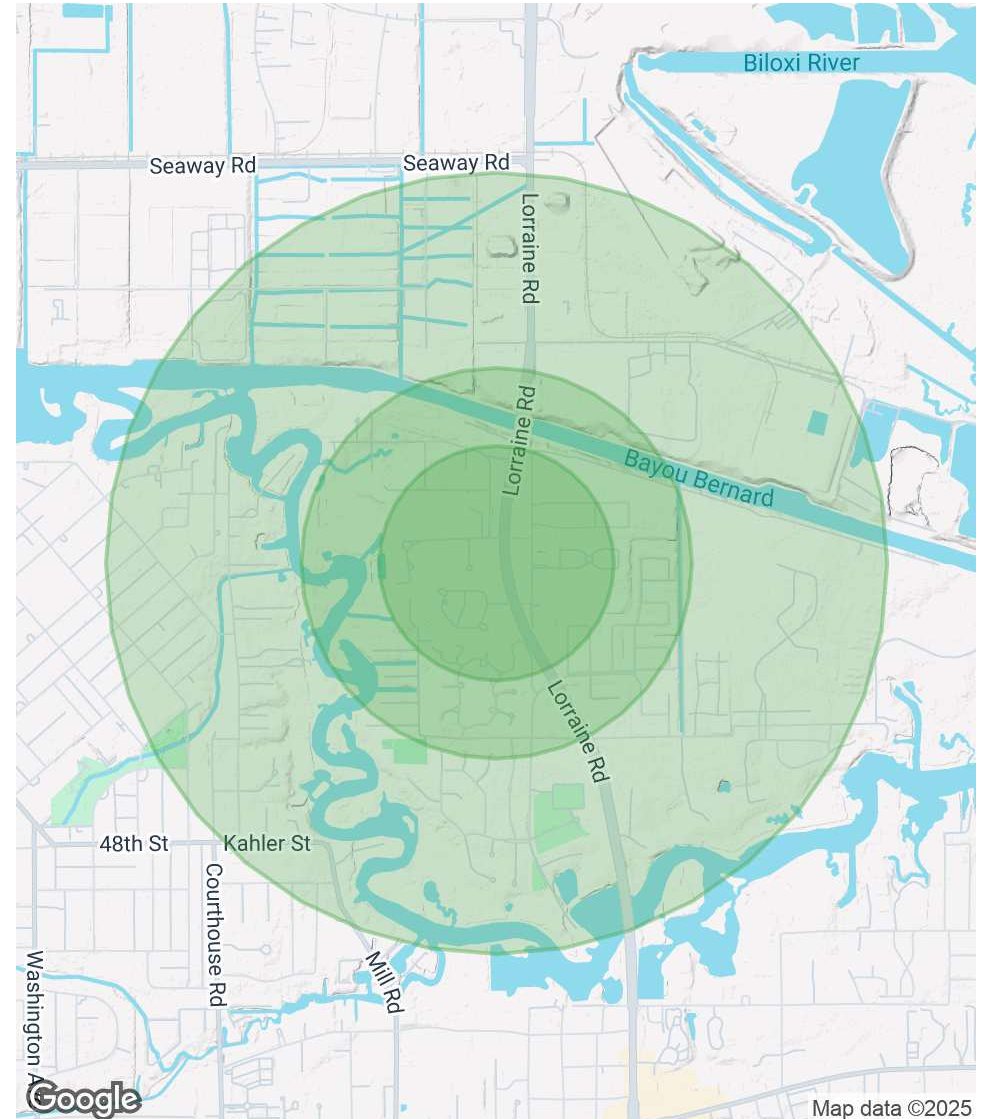 Biloxi River
Seaway Rd
Seaway Rd
Lorraine Rd
Lorraine Rd
Bayou Bernard
Lorraine Rd
48th St
Kahler St
Courthouse Rd
Mill Rd
Washington A
Google
Map data ©2025